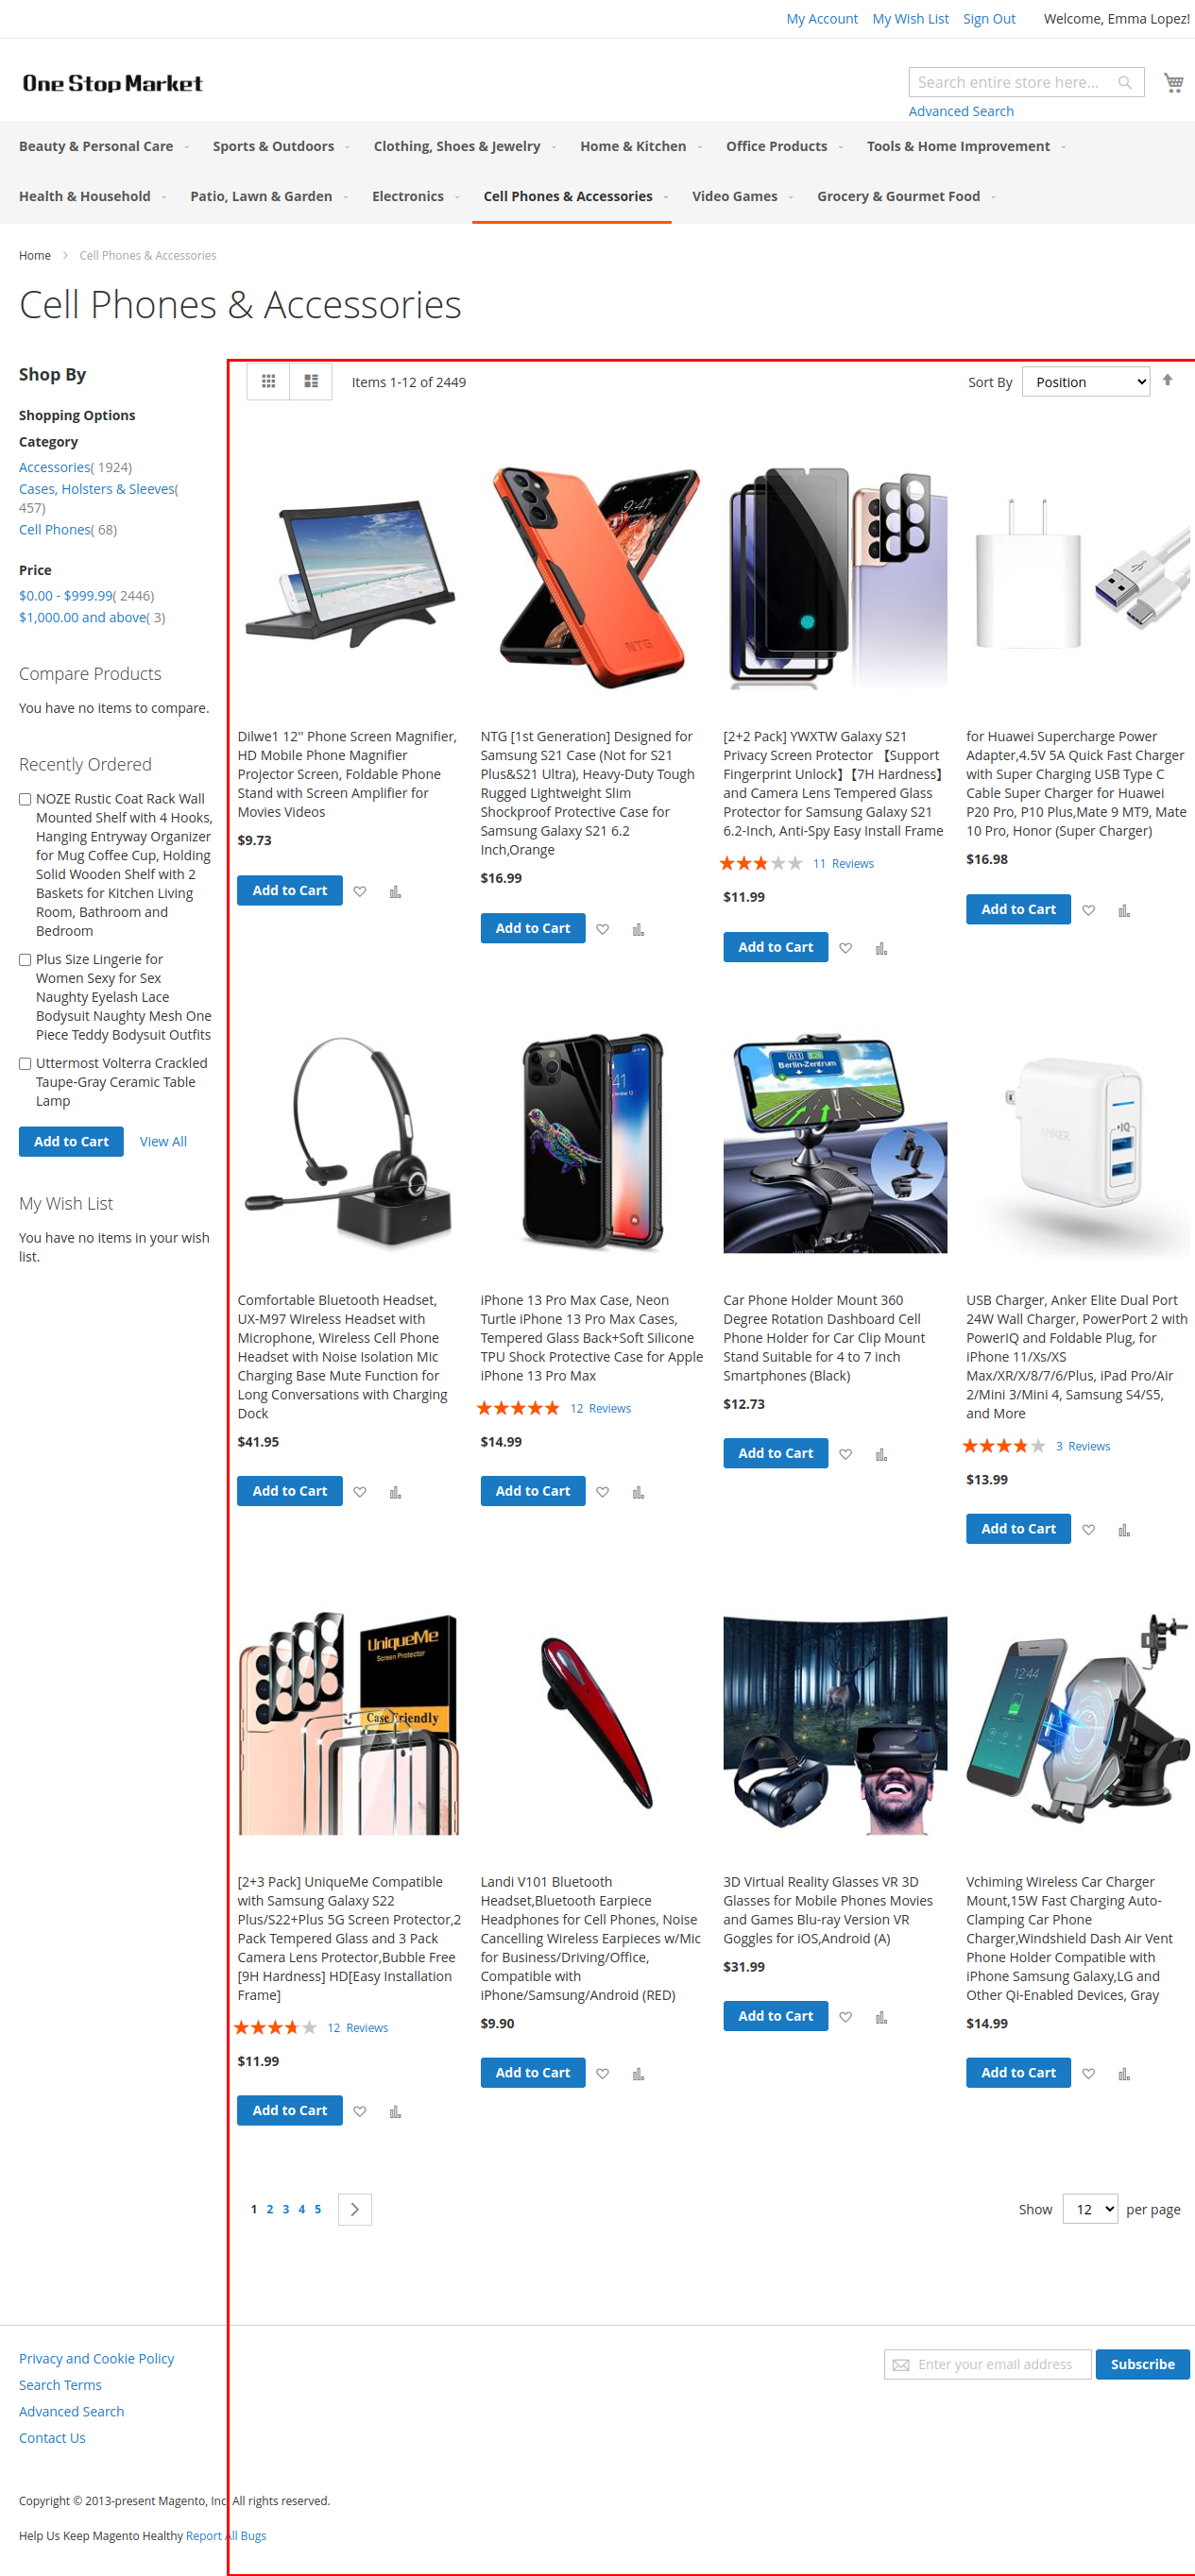 My Account My Wish List Sign Out Welcome, Emma Lopez!
One Stop Market
Search entire store here...
Advanced Search
Beauty & Personal Care Sports & Outdoors Clothing, Shoes & Jewelry Home & Kitchen Office Products Tools & Home Improvement
Health & Household Patio, Lawn & Garden Electronics Cell Phones & Accessories Video Games Grocery & Gourmet Food
Home Cell Phones & Accessories
Cell Phones & Accessories
Shop By
Shopping Options
Category
Accessories( 1924)
Cases, Holsters & Sleeves(
457)
Cell Phones( 68)
Price
$0.00 - $999.99( 2446)
$1,000.00 and above( 3)
Compare Products
You have no items to compare.
Recently Ordered
NOZE Rustic Coat Rack Wall
Mounted Shelf with 4 Hooks,
Hanging Entryway Organizer
for Mug Coffee Cup, Holding
Solid Wooden Shelf with 2
Baskets for Kitchen Living
Room, Bathroom and
Bedroom
Plus Size Lingerie for
Women Sexy for Sex
Naughty Eyelash Lace
Bodysuit Naughty Mesh One
Piece Teddy Bodysuit Outfits
Uttermost Volterra Crackled
Taupe-Gray Ceramic Table
Lamp
Add to Cart View All
My Wish List
You have no items in your wish
list.
Items 1-12 of 2449
Sort By Position
9:41
NTG
Dilwe1 12'' Phone Screen Magnifier,
HD Mobile Phone Magnifier
Projector Screen, Foldable Phone
Stand with Screen Amplifier for
Movies Videos
$9.73
Add to Cart
NTG [1st Generation] Designed for
Samsung S21 Case (Not for S21
Plus&S21 Ultra), Heavy-Duty Tough
Rugged Lightweight Slim
Shockproof Protective Case for
Samsung Galaxy S21 6.2
Inch,Orange
$16.99
Add to Cart
[2+2 Pack] YWXTW Galaxy S21
Privacy Screen Protector 【Support
Fingerprint Unlock】【7H Hardness】
and Camera Lens Tempered Glass
Protector for Samsung Galaxy S21
6.2-Inch, Anti-Spy Easy Install Frame
11 Reviews
$11.99
Add to Cart
for Huawei Supercharge Power
Adapter,4.5V 5A Quick Fast Charger
with Super Charging USB Type C
Cable Super Charger for Huawei
P20 Pro, P10 Plus,Mate 9 MT9, Mate
10 Pro, Honor (Super Charger)
$16.98
Add to Cart
41
A11 E26
Berlin-Zentrum
ANKER
IQ
Comfortable Bluetooth Headset,
UX-M97 Wireless Headset with
Microphone, Wireless Cell Phone
Headset with Noise Isolation Mic
Charging Base Mute Function for
Long Conversations with Charging
Dock
$41.95
Add to Cart
iPhone 13 Pro Max Case, Neon
Turtle iPhone 13 Pro Max Cases,
Tempered Glass Back+Soft Silicone
TPU Shock Protective Case for Apple
iPhone 13 Pro Max
12 Reviews
$14.99
Add to Cart
Car Phone Holder Mount 360
Degree Rotation Dashboard Cell
Phone Holder for Car Clip Mount
Stand Suitable for 4 to 7 inch
Smartphones (Black)
$12.73
Add to Cart
USB Charger, Anker Elite Dual Port
24W Wall Charger, PowerPort 2 with
PowerIQ and Foldable Plug, for
iPhone 11/Xs/XS
Max/XR/X/8/7/6/Plus, iPad Pro/Air
2/Mini 3/Mini 4, Samsung S4/S5,
and More
3 Reviews
$13.99
Add to Cart
UniqueMe
Screen Protector
Case Friendly
12:44
[2+3 Pack] UniqueMe Compatible
with Samsung Galaxy S22
Plus/S22+Plus 5G Screen Protector,2
Pack Tempered Glass and 3 Pack
Camera Lens Protector,Bubble Free
[9H Hardness] HD[Easy Installation
Frame]
12 Reviews
$11.99
Add to Cart
Landi V101 Bluetooth
Headset,Bluetooth Earpiece
Headphones for Cell Phones, Noise
Cancelling Wireless Earpieces w/Mic
for Business/Driving/Office,
Compatible with
iPhone/Samsung/Android (RED)
$9.90
Add to Cart
3D Virtual Reality Glasses VR 3D
Glasses for Mobile Phones Movies
and Games Blu-ray Version VR
Goggles for iOS,Android (A)
$31.99
Add to Cart
Vchiming Wireless Car Charger
Mount,15W Fast Charging Auto-
Clamping Car Phone
Charger,Windshield Dash Air Vent
Phone Holder Compatible with
iPhone Samsung Galaxy,LG and
Other Qi-Enabled Devices, Gray
$14.99
Add to Cart
1 2 3 4 5
Show 12 per page
Privacy and Cookie Policy
Search Terms
Advanced Search
Contact Us
Enter your email address Subscribe
Copyright © 2013-present Magento, Inc. All rights reserved.
Help Us Keep Magento Healthy Report All Bugs